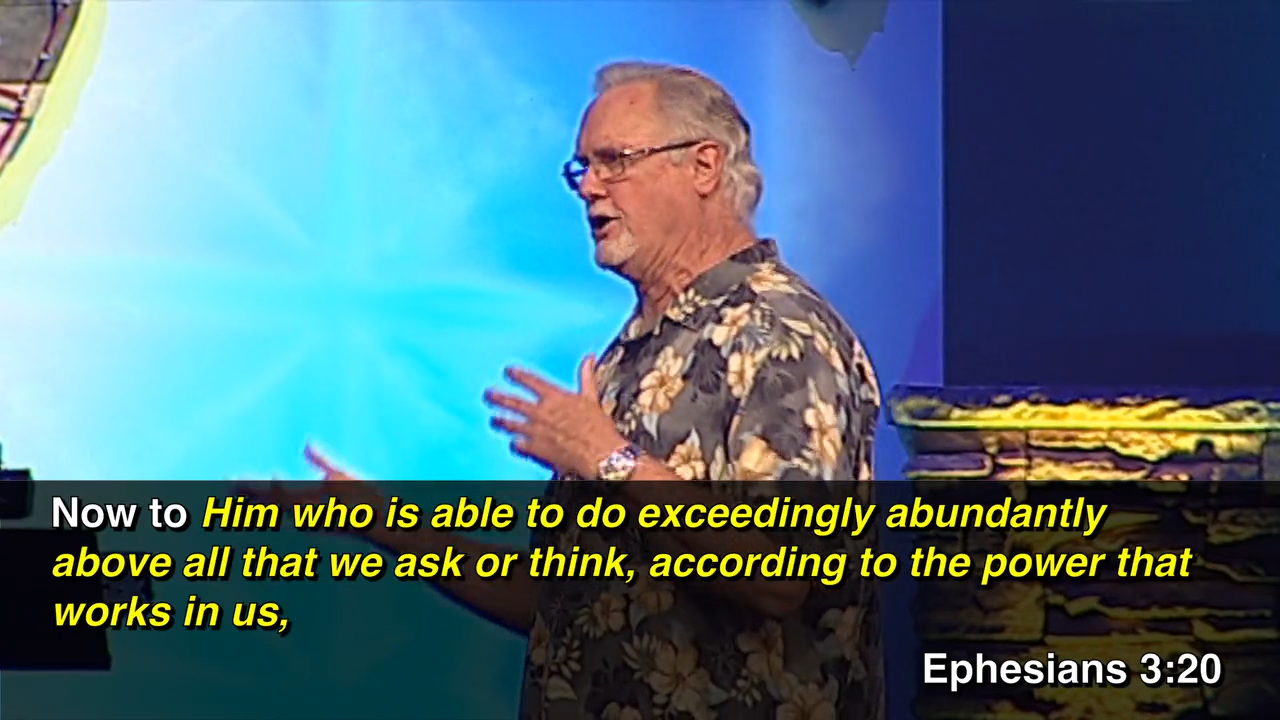 Now to Him who is able to do exceedingly abundantly
above all that we ask or think, according to the power that
works in us,
Ephesians 3:20